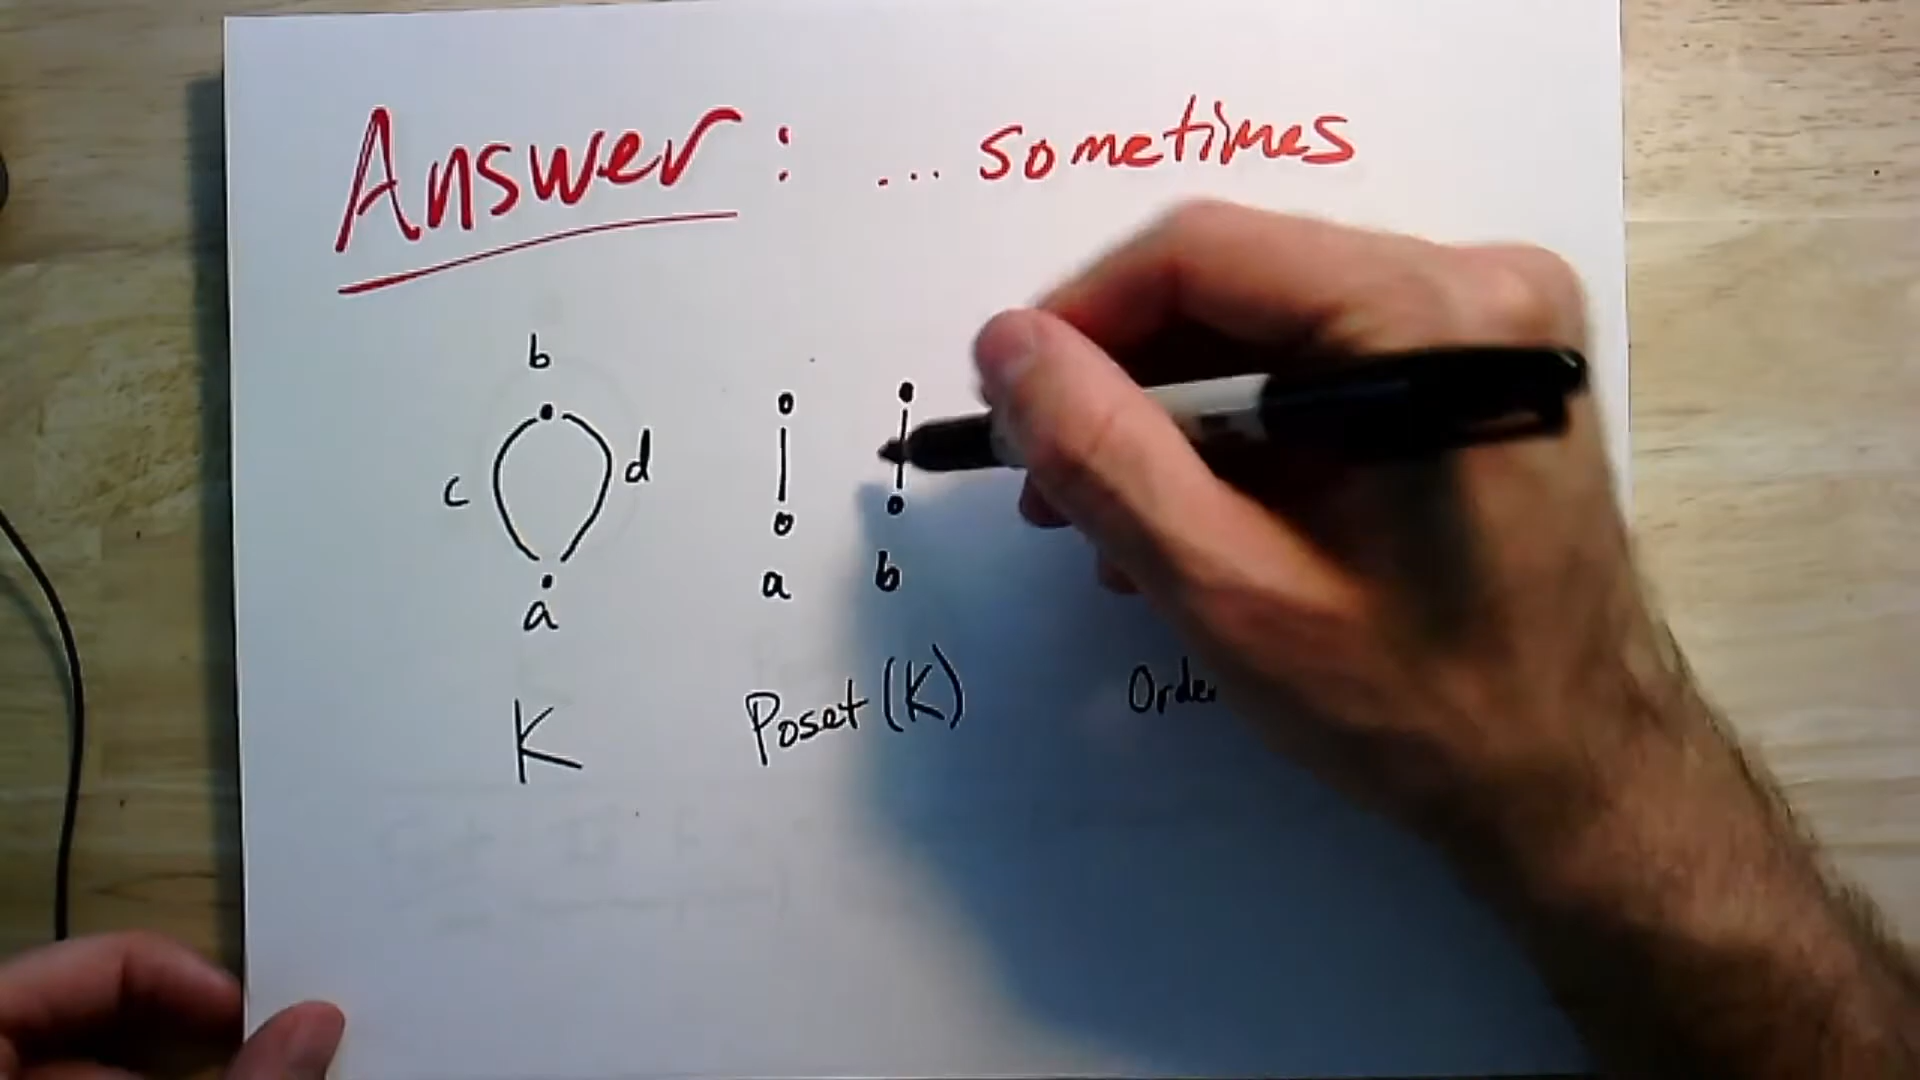 Answer: ... sometimes
b
c d
a
a b
K Poset (K) Order